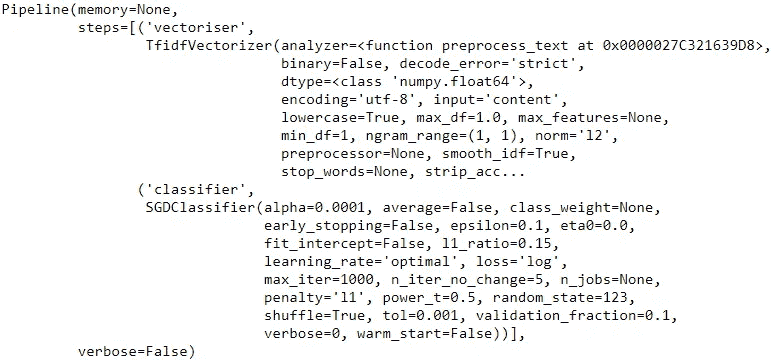 Pipeline(memory=None,
steps=[('vectoriser',
TfidfVectorizer(analyzer=<function preprocess_text at 0x0000027C321639D8>,
binary=False, decode_error='strict',
dtype=<class 'numpy.float64'>,
encoding='utf-8', input='content',
lowercase=True, max_df=1.0, max_features=None,
min_df=1, ngram_range=(1, 1), norm='l2',
preprocessor=None, smooth_idf=True,
stop_words=None, strip_acc...
('classifier',
SGDClassifier(alpha=0.0001, average=False, class_weight=None,
early_stopping=False, epsilon=0.1, eta0=0.0,
fit_intercept=False, l1_ratio=0.15,
learning_rate='optimal', loss='log',
max_iter=1000, n_iter_no_change=5, n_jobs=None,
penalty='l1', power_t=0.5, random_state=123,
shuffle=True, tol=0.001, validation_fraction=0.1,
verbose=0, warm_start=False))],
verbose=False)